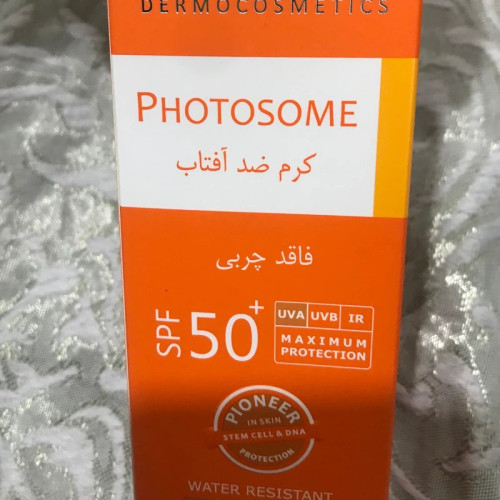 DERMOCOSMETICS
PHOTOSOME
کرم ضد آفتاب
فاقد چربی
SPF 50+
UVA UVB IR
MAXIMUM
PROTECTION
PIONEER
IN SKIN
STEM CELL & DNA
PROTECTION
WATER RESISTANT